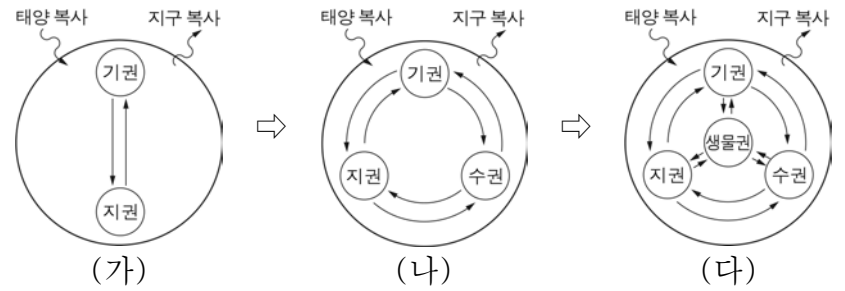 태양 복사 지구 복사 태양 복사 지구 복사 태양 복사 지구 복사
기권 기권 기권
생물권
지권 수권 지권 수권
지권
(가) (나) (다)